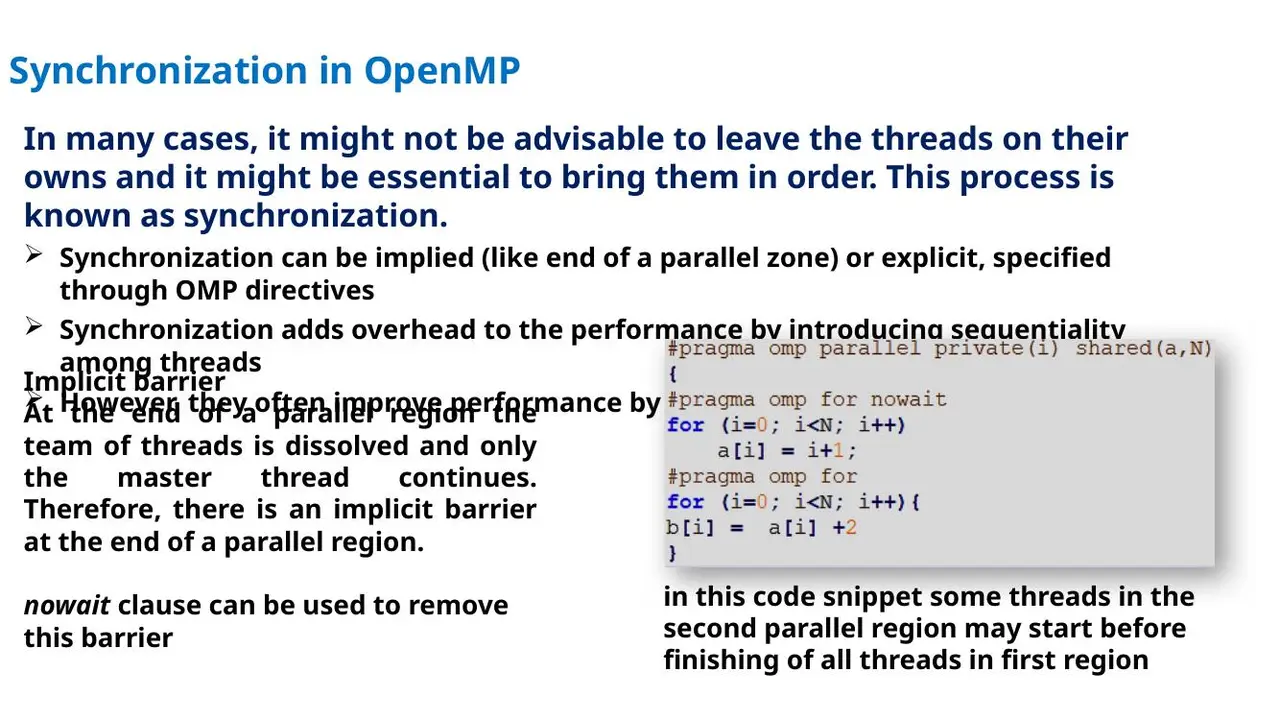 Synchronization in OpenMP
In many cases, it might not be advisable to leave the threads on their
owns and it might be essential to bring them in order. This process is
known as synchronization.
➢ Synchronization can be implied (like end of a parallel zone) or explicit, specified
through OMP directives
➢ Synchronization adds overhead to the performance by introducing sequentiality
among threads
➢ However, they often improve performance by
Implicit barrier
At the end of a parallel region the
team of threads is dissolved and only
the master thread continues.
Therefore, there is an implicit barrier
at the end of a parallel region.
nowait clause can be used to remove
this barrier
#pragma omp parallel private(i) shared(a,N)
{
#pragma omp for nowait
for (i=0; i<N; i++)
    a[i] = i+1;
#pragma omp for
for (i=0; i<N; i++){
b[i] =  a[i] +2
}
in this code snippet some threads in the
second parallel region may start before
finishing of all threads in first region